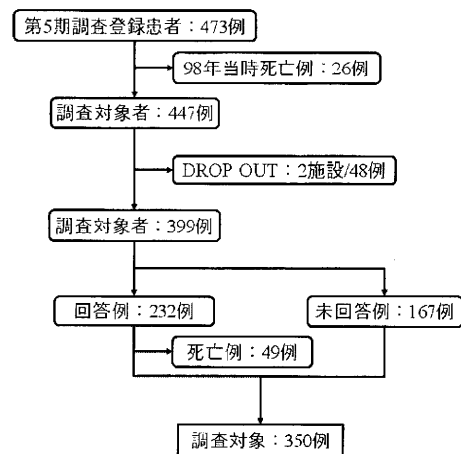 第5期調査登録患者：473例
98年当時死亡例：26例
調査対象者：447例
DROP OUT：2施設/48例
調査対象者：399例
回答例：232例
未回答例：167例
死亡例：49例
調査対象：350例